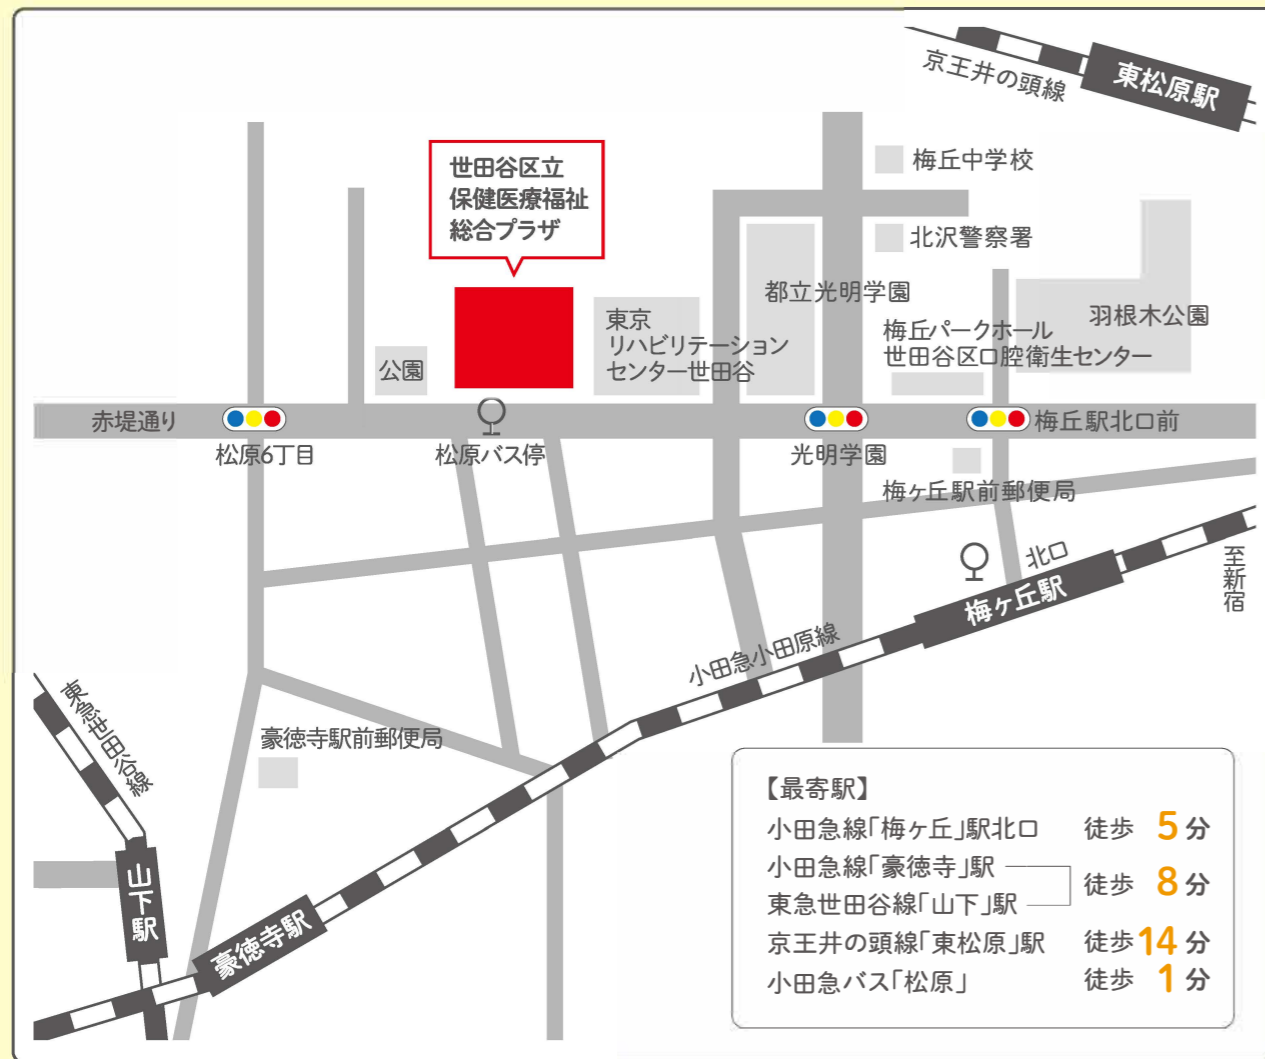 京王井の頭線
東松原駅
梅丘中学校
世田谷区立
保健医療福祉
総合プラザ
北沢警察署
都立光明学園
羽根木公園
東京
リハビリテーション
センター世田谷
梅丘パークホール
世田谷区口腔衛生センター
公園
赤堤通り
梅丘駅北口前
松原6丁目
松原バス停
光明学園
梅ヶ丘駅前郵便局
北口
梅ヶ丘駅
至新宿
小田急小田原線
東急世田谷線
豪徳寺駅前郵便局
山下駅
豪徳寺駅
【最寄駅】
小田急線「梅ヶ丘」駅北口 徒歩 5 分
小田急線「豪徳寺」駅
東急世田谷線「山下」駅 徒歩 8 分
京王井の頭線「東松原」駅 徒歩 14 分
小田急バス「松原」 徒歩 1 分